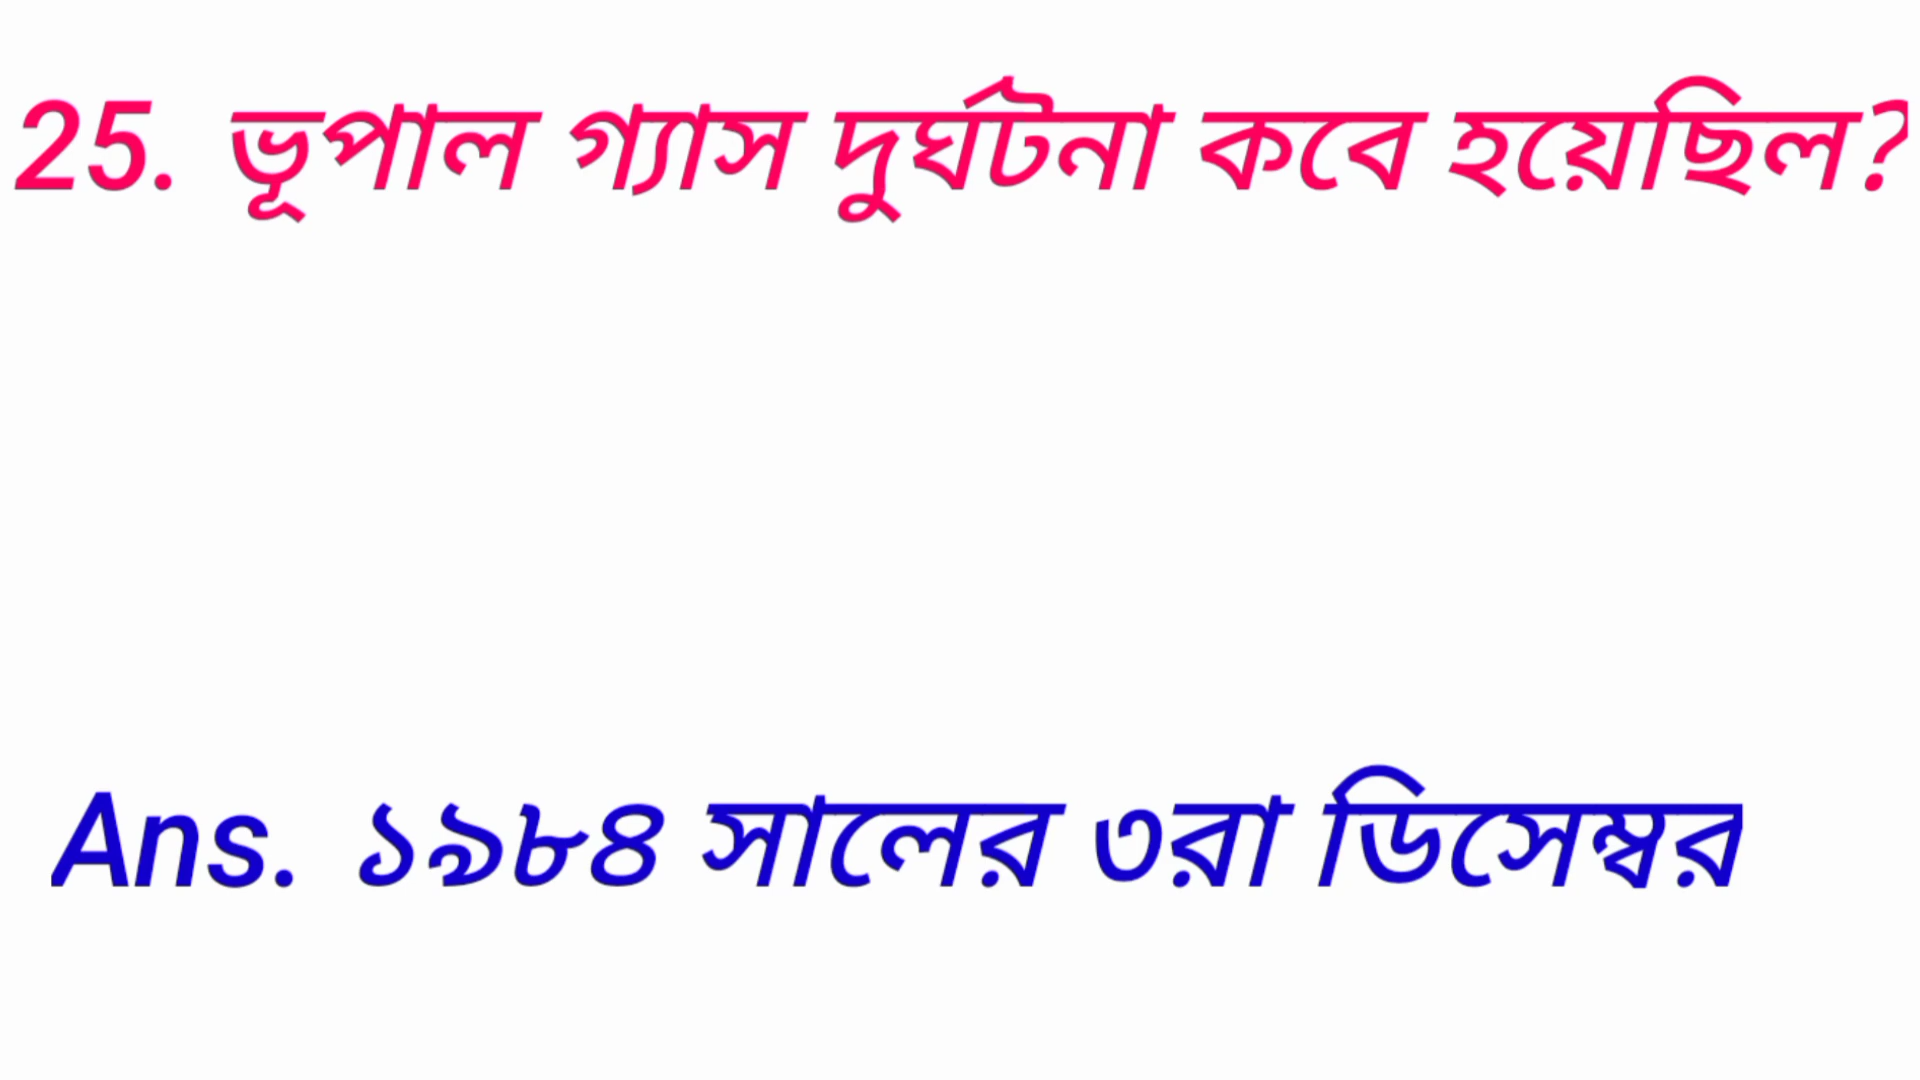 25. ভূপাল গ্যাস দুর্ঘটনা কবে হয়েছিল?
Ans. ১৯৮৪ সালের ৩রা ডিসেম্বর